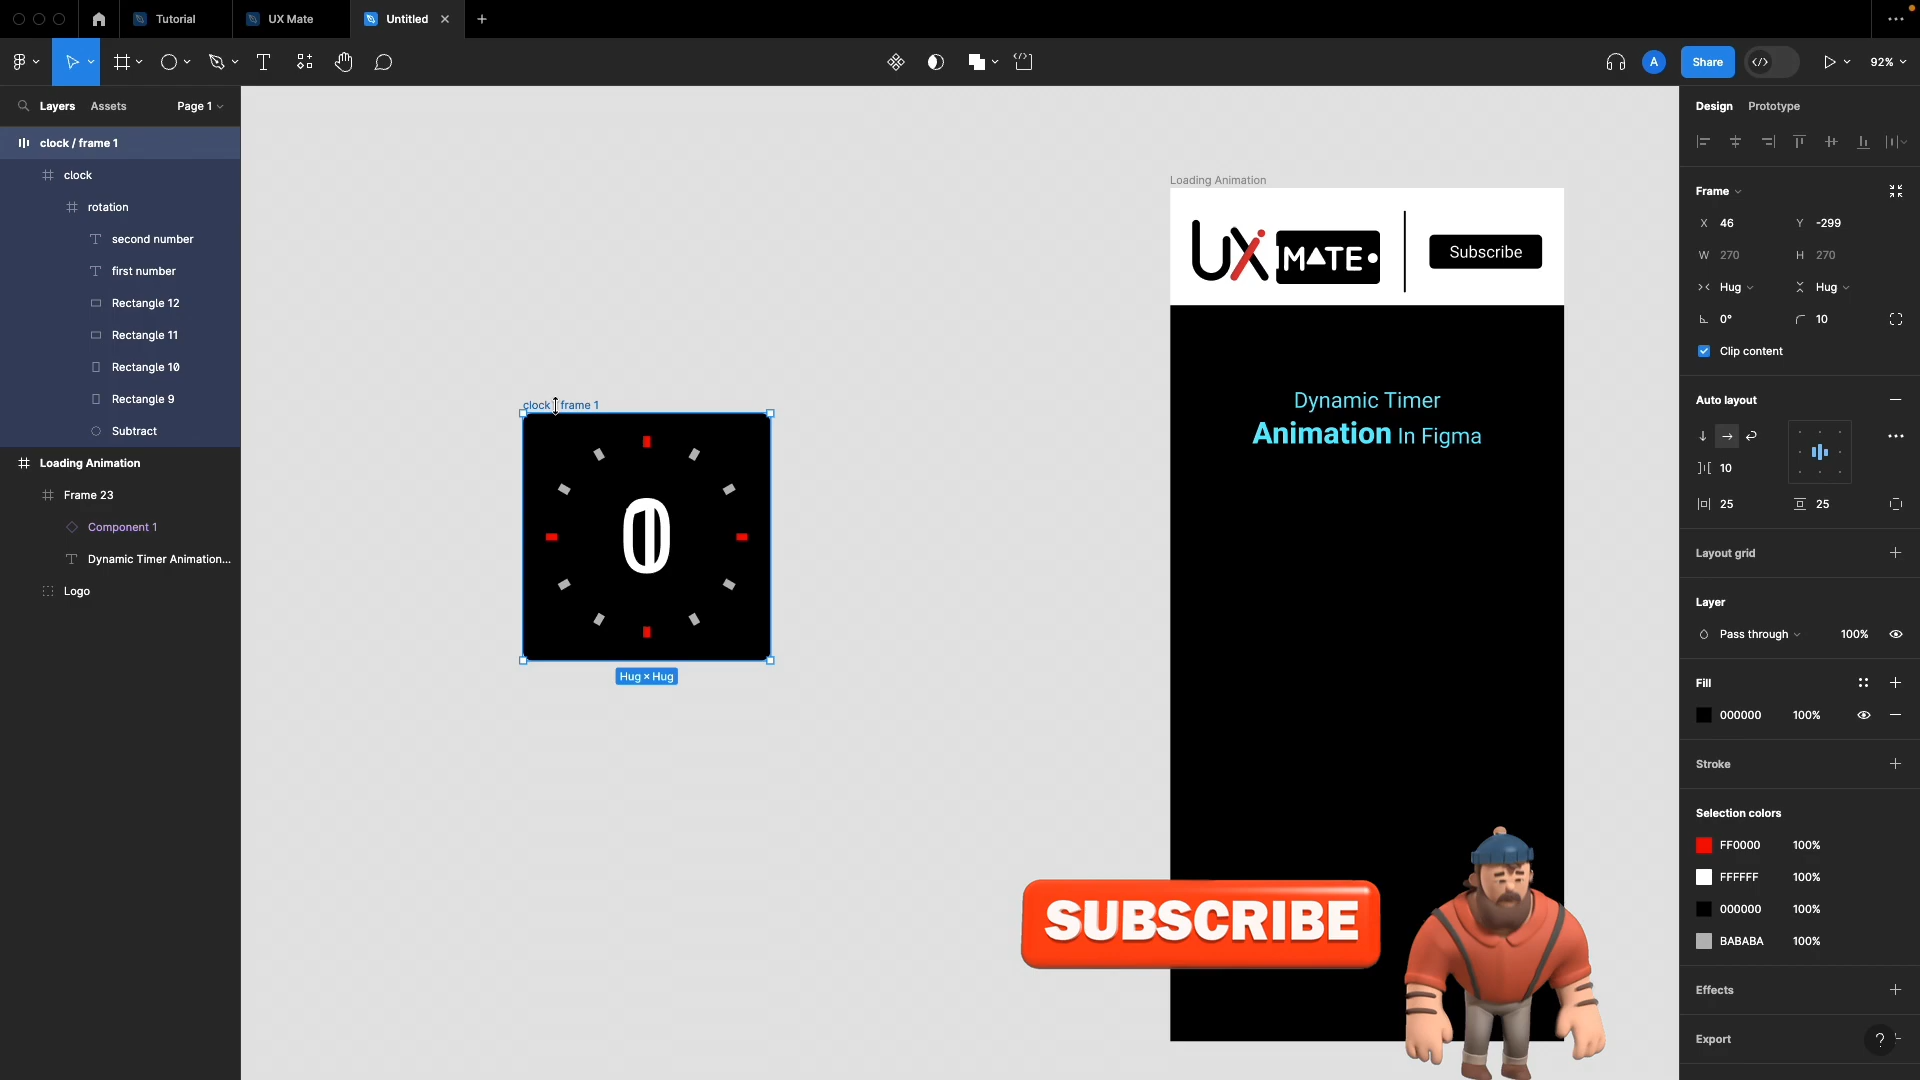 Tutorial
UX Mate
Untitled
A
Share
92%
Layers
Assets
Page 1
clock / frame 1
clock
rotation
second number
first number
Rectangle 12
Rectangle 11
Rectangle 10
Rectangle 9
Subtract
Loading Animation
Frame 23
Component 1
Dynamic Timer Animation...
Logo
clock / frame 1
0
1
Hug × Hug
Loading Animation
UX MATE
Subscribe
Dynamic Timer
Animation In Figma
SUBSCRIBE
Design
Prototype
Frame
X 46
Y -299
W 270
H 270
Hug
Hug
0°
10
Clip content
Auto layout
10
25
25
Layout grid
Layer
Pass through
100%
Fill
000000
100%
Stroke
Selection colors
FF0000
100%
FFFFFF
100%
000000
100%
BABABA
100%
Effects
Export
?